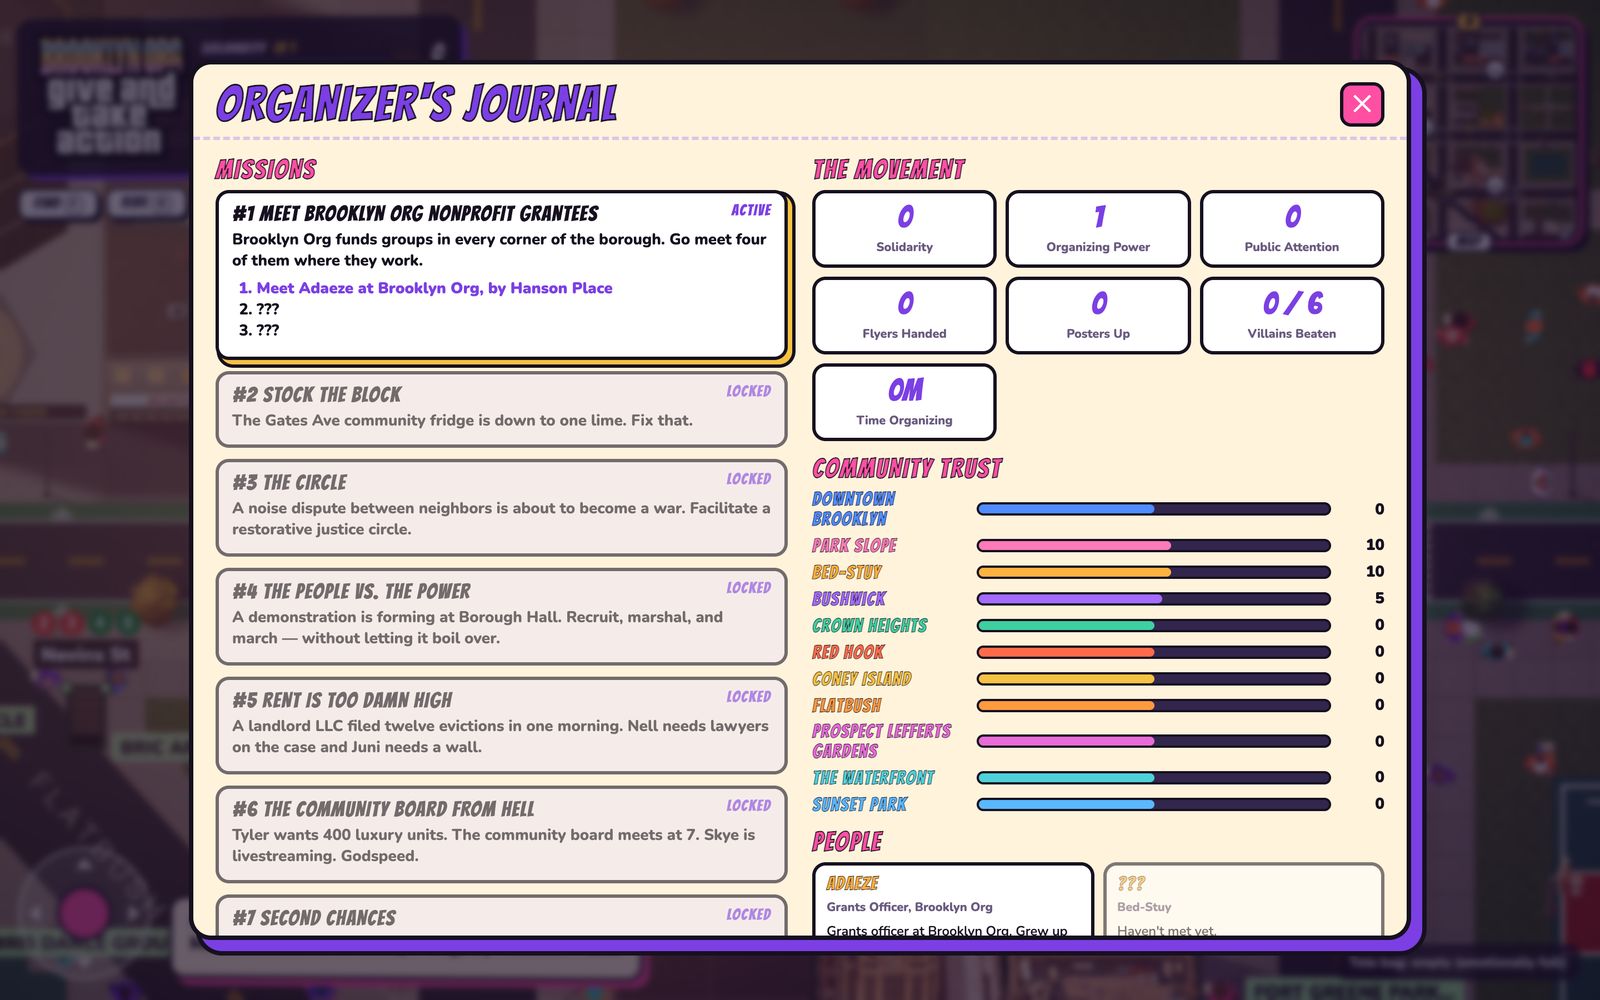 ORGANIZER'S JOURNAL
MISSIONS
#1 MEET BROOKLYN ORG NONPROFIT GRANTEES
ACTIVE
Brooklyn Org funds groups in every corner of the borough. Go meet four
of them where they work.
1. Meet Adaeze at Brooklyn Org, by Hanson Place
2. ???
3. ???
#2 STOCK THE BLOCK
LOCKED
The Gates Ave community fridge is down to one lime. Fix that.
#3 THE CIRCLE
LOCKED
A noise dispute between neighbors is about to become a war. Facilitate a
restorative justice circle.
#4 THE PEOPLE VS. THE POWER
LOCKED
A demonstration is forming at Borough Hall. Recruit, marshal, and
march — without letting it boil over.
#5 RENT IS TOO DAMN HIGH
LOCKED
A landlord LLC filed twelve evictions in one morning. Nell needs lawyers
on the case and Juni needs a wall.
#6 THE COMMUNITY BOARD FROM HELL
LOCKED
Tyler wants 400 luxury units. The community board meets at 7. Skye is
livestreaming. Godspeed.
#7 SECOND CHANCES
LOCKED
THE MOVEMENT
0
Solidarity
1
Organizing Power
0
Public Attention
0
Flyers Handed
0
Posters Up
0/6
Villains Beaten
0M
Time Organizing
COMMUNITY TRUST
DOWNTOWN
BROOKLYN
0
PARK SLOPE
10
BED-STUY
10
BUSHWICK
5
CROWN HEIGHTS
0
RED HOOK
0
CONEY ISLAND
0
FLATBUSH
0
PROSPECT LEFFERTS
GARDENS
0
THE WATERFRONT
0
SUNSET PARK
0
PEOPLE
ADAEZE
Grants Officer, Brooklyn Org
Grants officer at Brooklyn Org. Grew up
???
Bed-Stuy
Haven't met yet.
BROOKLYN ORG
give and
take
action
Nevins St
FORT GREENE PARK